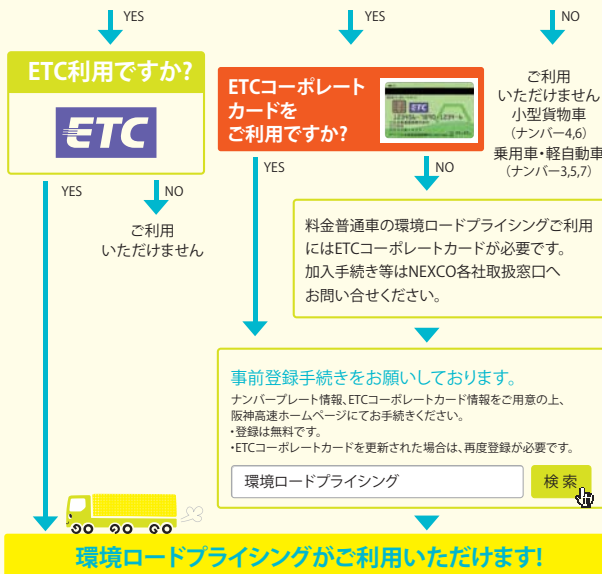 YES
YES
NO
ETC利用ですか?
ETC
YES
NO
ご利用
いただけません
ETCコーポレート
カードを
ご利用ですか?
ETC
YES
NO
ご利用
いただけません
小型貨物車
(ナンバー4,6)
乗用車・軽自動車
(ナンバー3,5,7)
料金普通車の環境ロードプライシングご利用
にはETCコーポレートカードが必要です。
加入手続き等はNEXCO各社取扱窓口へ
お問い合せください。
事前登録手続きをお願いしております。
ナンバープレート情報、ETCコーポレートカード情報をご用意の上、
阪神高速ホームページにてお手続きください。
・登録は無料です。
・ETCコーポレートカードを更新された場合は、再度登録が必要です。
環境ロードプライシング
検 索
環境ロードプライシングがご利用いただけます!